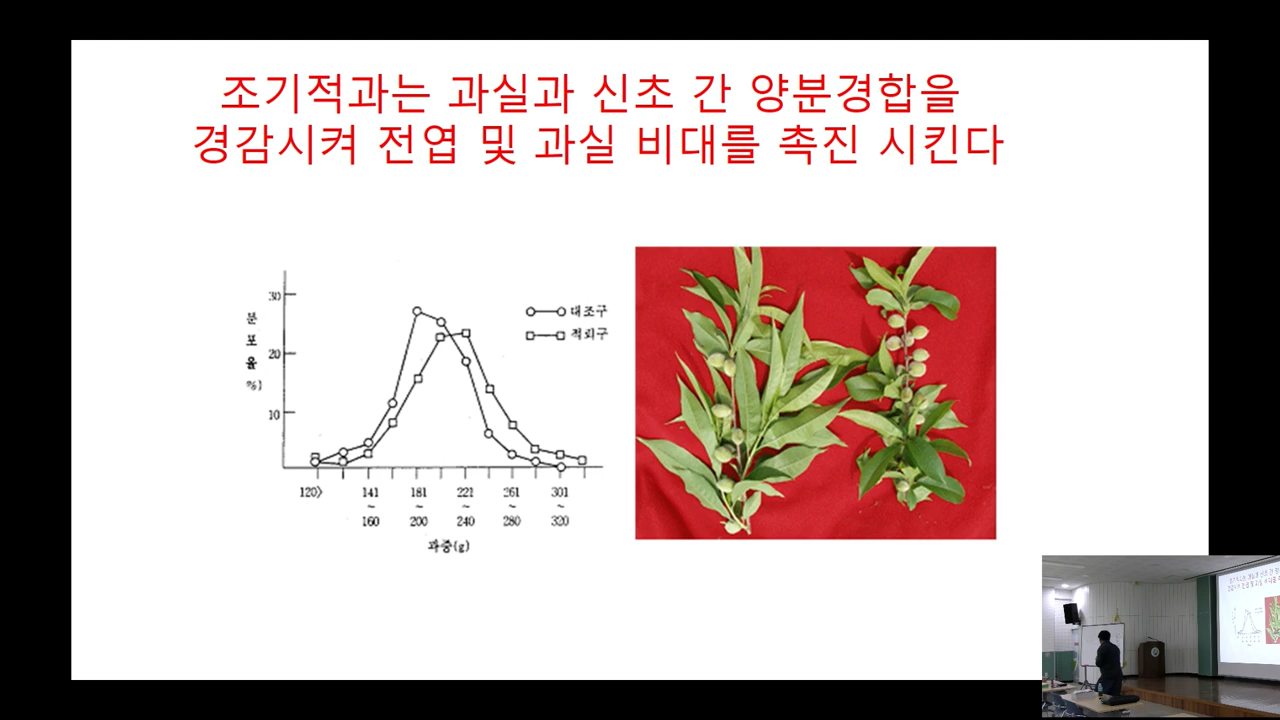 조기적과는 과실과 신초 간 양분경합을
경감시켜 전엽 및 과실 비대를 촉진 시킨다
분포율%)
30
20
10
대조구
적뢰구
120〉
141 ~ 160
181 ~ 200
221 ~ 240
261 ~ 280
301 ~ 320
과중(g)